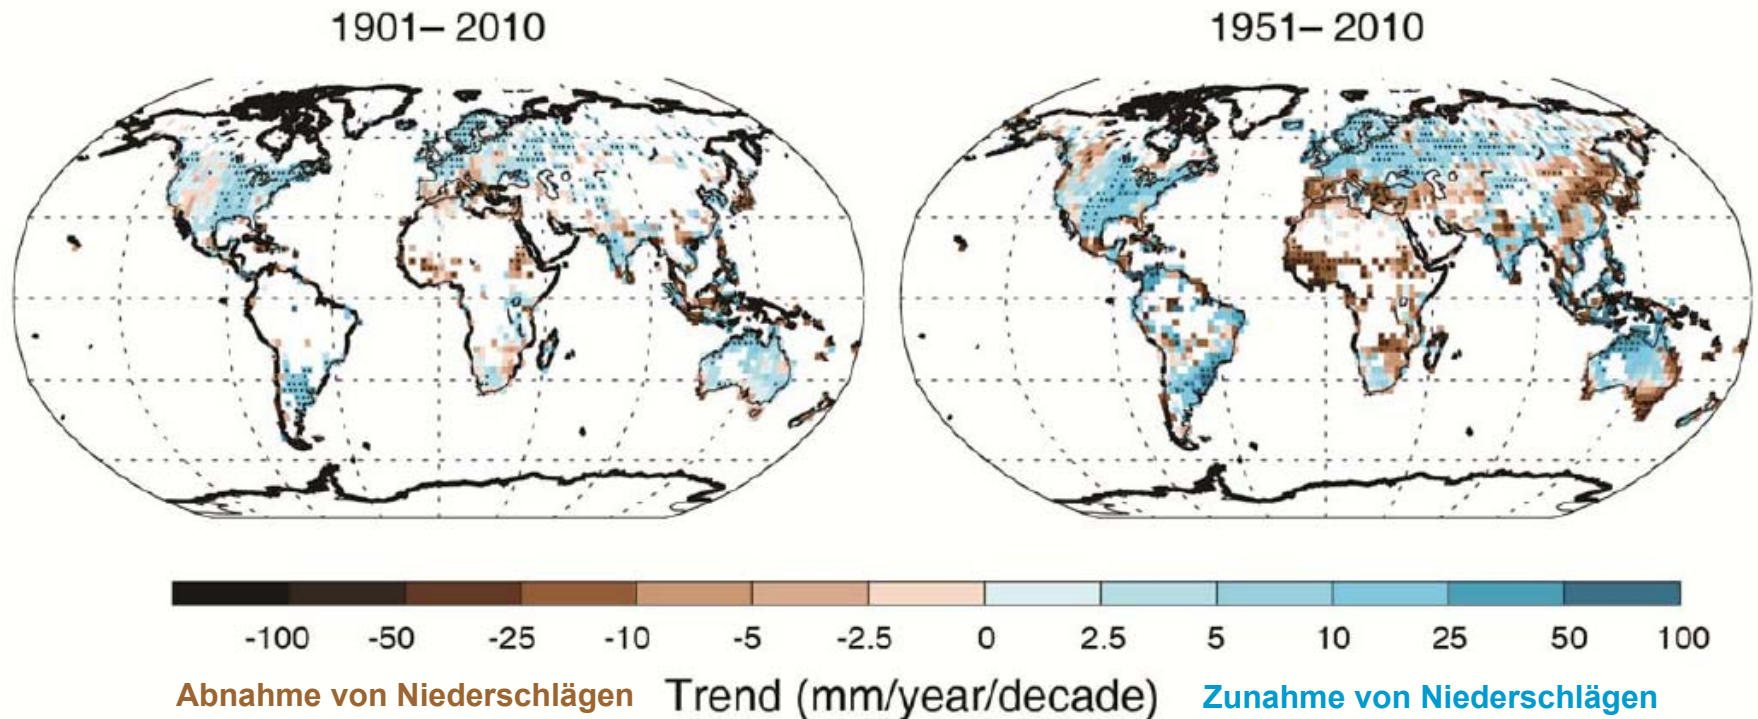 1901– 2010
1951– 2010
-100 -50 -25 -10 -5 -2.5 0 2.5 5 10 25 50 100
Abnahme von Niederschlägen Trend (mm/year/decade) Zunahme von Niederschlägen